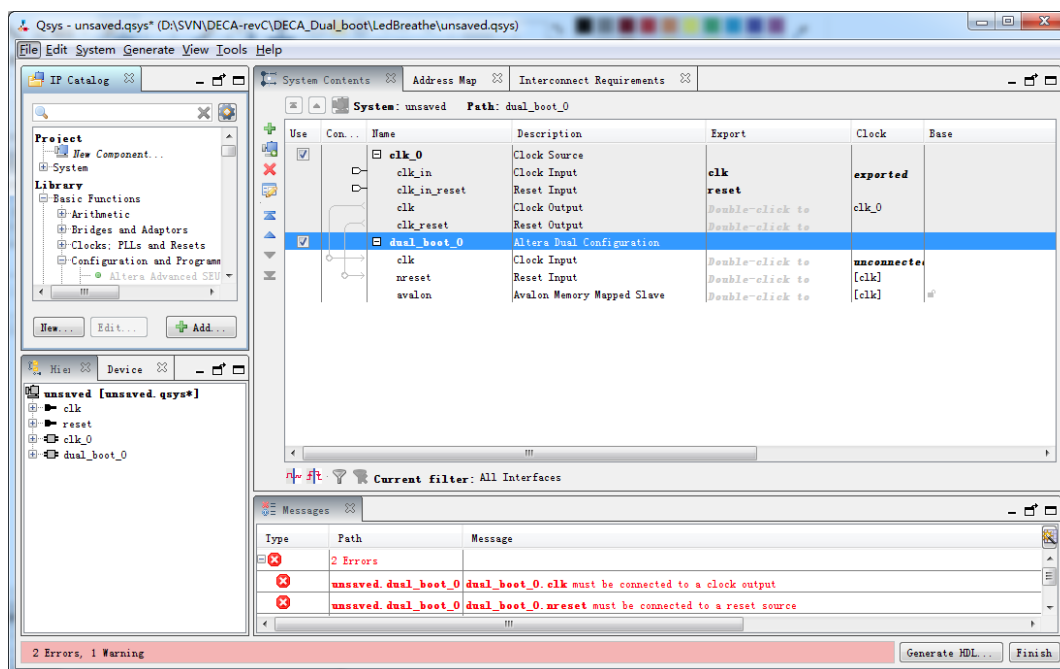 Qsys - unsaved.qsys* (D:\SVN\DECA-revC\DECA_Dual_boot\LedBreathe\unsaved.qsys)
File Edit System Generate View Tools Help
IP Catalog
Project
New Component...
System
Library
Basic Functions
Arithmetic
Bridges and Adaptors
Clocks; PLLs and Resets
Configuration and Programm
Altera Advanced SEU
New... Edit... Add...
Hier Device
unsaved [unsaved.qsys*]
clk
reset
clk_0
dual_boot_0
System Contents Address Map Interconnect Requirements
System: unsaved Path: dual_boot_0
Use Con... Name Description Export Clock Base
clk_0 Clock Source
clk_in Clock Input clk exported
clk_in_reset Reset Input reset
clk Clock Output Double-click to clk_0
clk_reset Reset Output Double-click to
dual_boot_0 Altera Dual Configuration
clk Clock Input Double-click to unconnected
nreset Reset Input Double-click to [clk]
avalon Avalon Memory Mapped Slave Double-click to [clk]
Current filter: All Interfaces
Messages
Type Path Message
2 Errors
unsaved.dual_boot_0 dual_boot_0.clk must be connected to a clock output
unsaved.dual_boot_0 dual_boot_0.nreset must be connected to a reset source
2 Errors, 1 Warning
Generate HDL... Finish